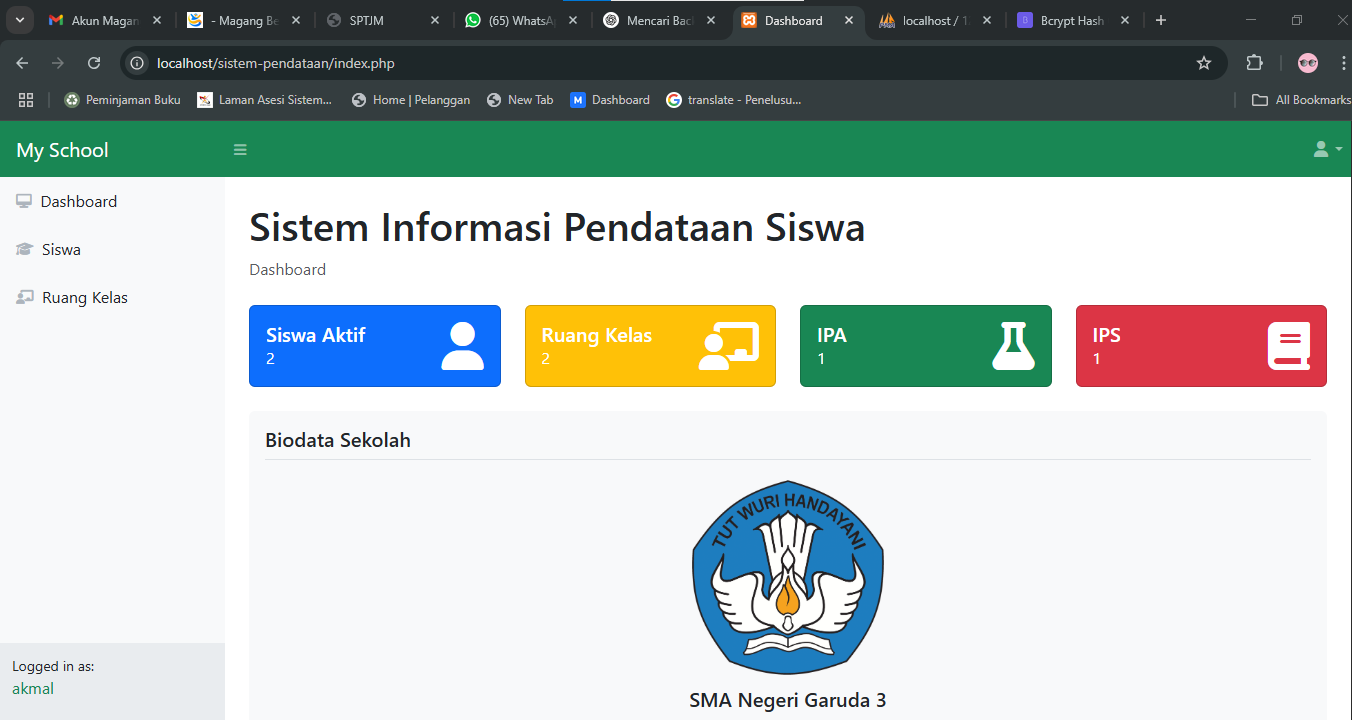 Akun Magan
- Magang Be
SPTJM
(65) WhatsA
Mencari Bac
Dashboard
localhost / 12
Bcrypt Hash
localhost/sistem-pendataan/index.php
Peminjaman Buku
Laman Asesi Sistem...
Home | Pelanggan
New Tab
Dashboard
translate - Penelusu...
All Bookmarks
My School
Dashboard
Siswa
Ruang Kelas
Logged in as:
akmal
Sistem Informasi Pendataan Siswa
Dashboard
Siswa Aktif
2
Ruang Kelas
2
IPA
1
IPS
1
Biodata Sekolah
TUT WURI HANDAYANI
SMA Negeri Garuda 3